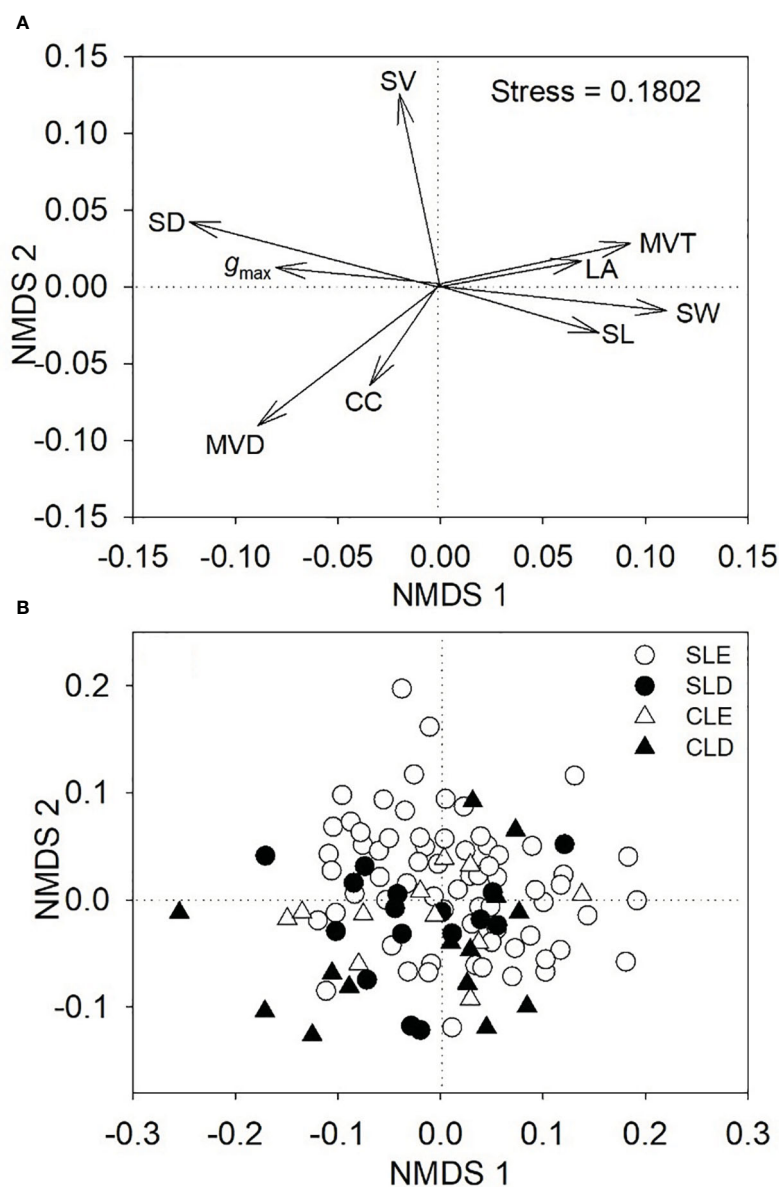 A
0.15
0.10
0.05
0.00
-0.05
-0.10
-0.15
NMDS 2
SV
Stress = 0.1802
SD
gmax
MVT
LA
SW
SL
CC
MVD
-0.15 -0.10 -0.05 0.00 0.05 0.10 0.15
NMDS 1
B
0.2
0.1
0.0
-0.1
NMDS 2
SLE
SLD
CLE
CLD
-0.3 -0.2 -0.1 0.0 0.1 0.2 0.3
NMDS 1